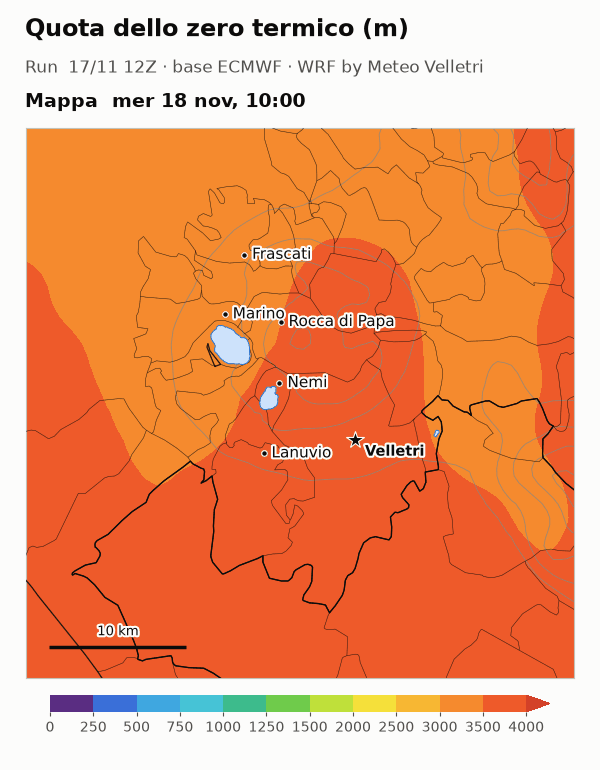 Quota dello zero termico (m)
Run  17/11 12Z · base ECMWF · WRF by Meteo Velletri
Mappa  mer 18 nov, 10:00
Frascati
Marino
Rocca di Papa
Nemi
Lanuvio
Velletri
10 km
0 250 500 750 1000 1250 1500 2000 2500 3000 3500 4000